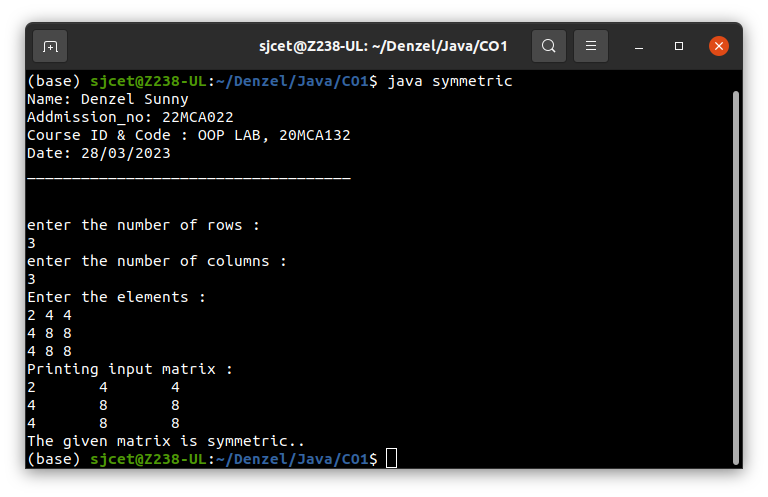 sjcet@Z238-UL: ~/Denzel/Java/CO1
(base) sjcet@Z238-UL:~/Denzel/Java/CO1$ java symmetric
Name: Denzel Sunny
Addmission_no: 22MCA022
Course ID & Code : OOP LAB, 20MCA132
Date: 28/03/2023
____________________________________
enter the number of rows :
3
enter the number of columns :
3
Enter the elements :
2 4 4
4 8 8
4 8 8
Printing input matrix :
2       4       4
4       8       8
4       8       8
The given matrix is symmetric..
(base) sjcet@Z238-UL:~/Denzel/Java/CO1$